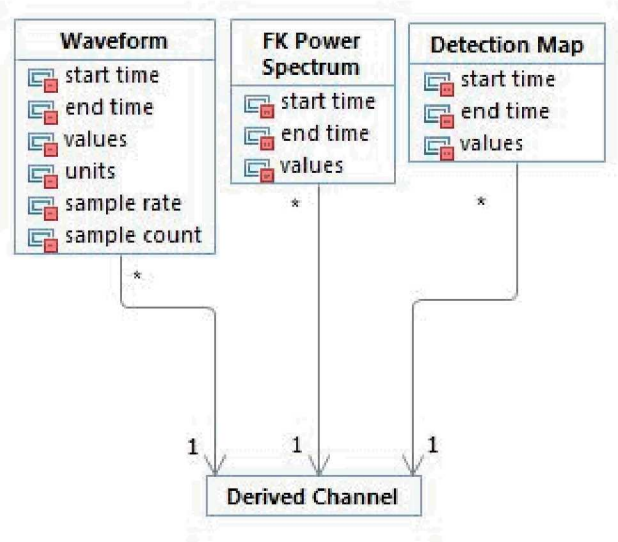 Waveform
start time
end time
values
units
sample rate
sample count
*
FK Power
Spectrum
start time
end time
values
*
Detection Map
start time
end time
values
*
1
1
1
Derived Channel